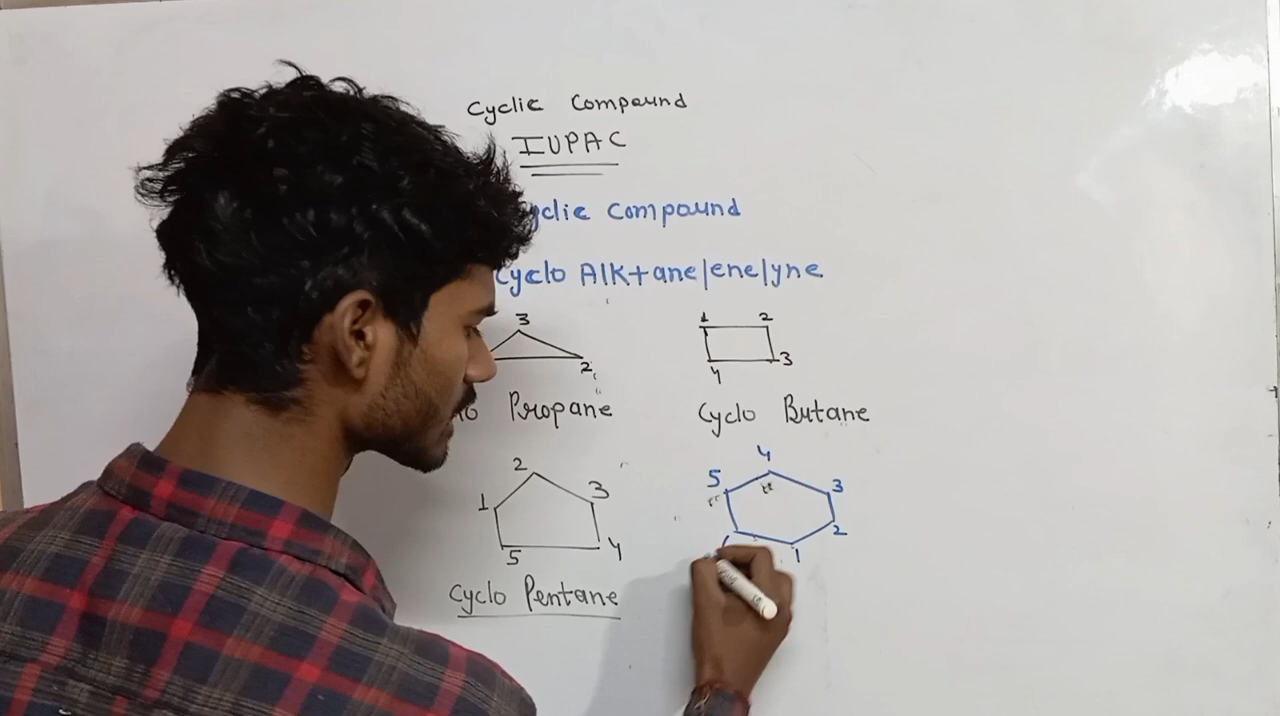 Cyclic Compound
IUPAC
yclic Compound
Cyclo Alk+ane/ene/yne
3
2
1 2
3
4
Propane
Cyclo Butane
2
1 3
5 4
Cyclo Pentane
4
5 3
2
1